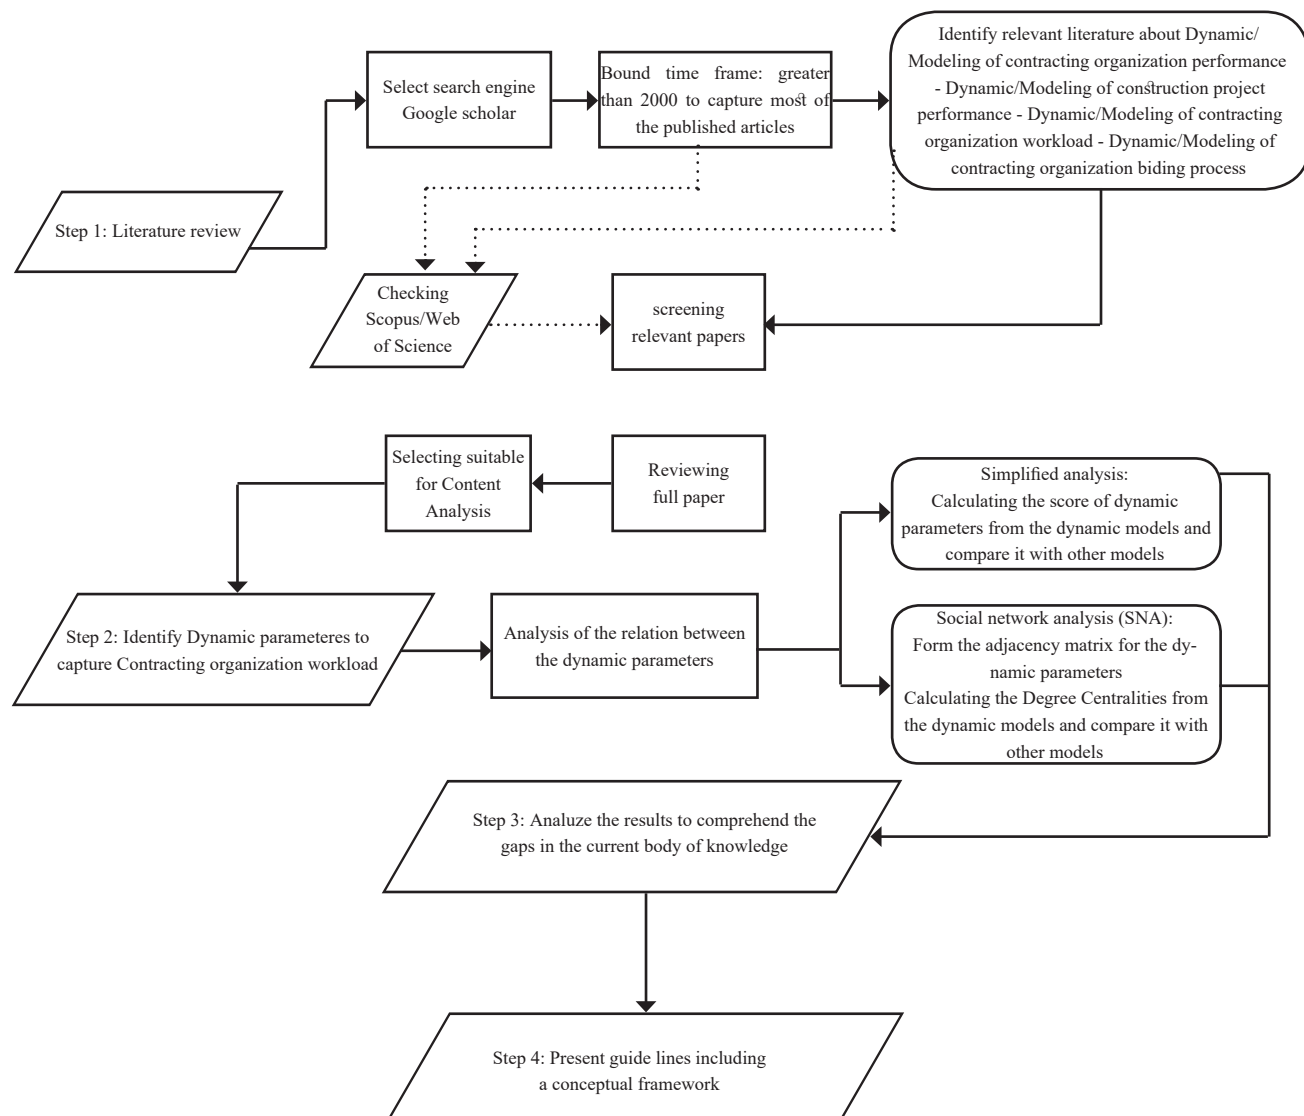 Select search engine
Google scholar
Bound time frame: greater
than 2000 to capture most of
the published articles
Identify relevant literature about Dynamic/
Modeling of contracting organization performance
- Dynamic/Modeling of construction project
performance - Dynamic/Modeling of contracting
organization workload - Dynamic/Modeling of
contracting organization biding process
Step 1: Literature review
Checking
Scopus/Web
of Science
screening
relevant papers
Selecting suitable
for Content
Analysis
Reviewing
full paper
Simplified analysis:
Calculating the score of dynamic
parameters from the dynamic models and
compare it with other models
Step 2: Identify Dynamic parameteres to
capture Contracting organization workload
Analysis of the relation between
the dynamic parameters
Social network analysis (SNA):
Form the adjacency matrix for the dy-
namic parameters
Calculating the Degree Centralities from
the dynamic models and compare it with
other models
Step 3: Analuze the results to comprehend the
gaps in the current body of knowledge
Step 4: Present guide lines including
a conceptual framework